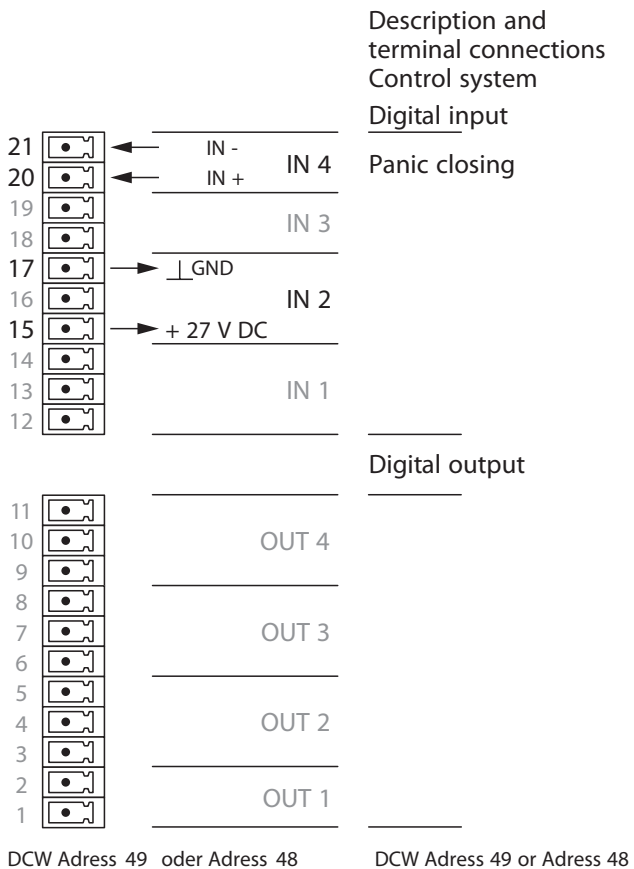 Description and
terminal connections
Control system
Digital input
21 IN - IN 4 Panic closing
20 IN +
19 IN 3
18
17 GND IN 2
16
15 + 27 V DC
14 IN 1
13
12
Digital output
11 OUT 4
10
9
8 OUT 3
7
6
5 OUT 2
4
3
2 OUT 1
1
DCW Adress 49 oder Adress 48 DCW Adress 49 or Adress 48